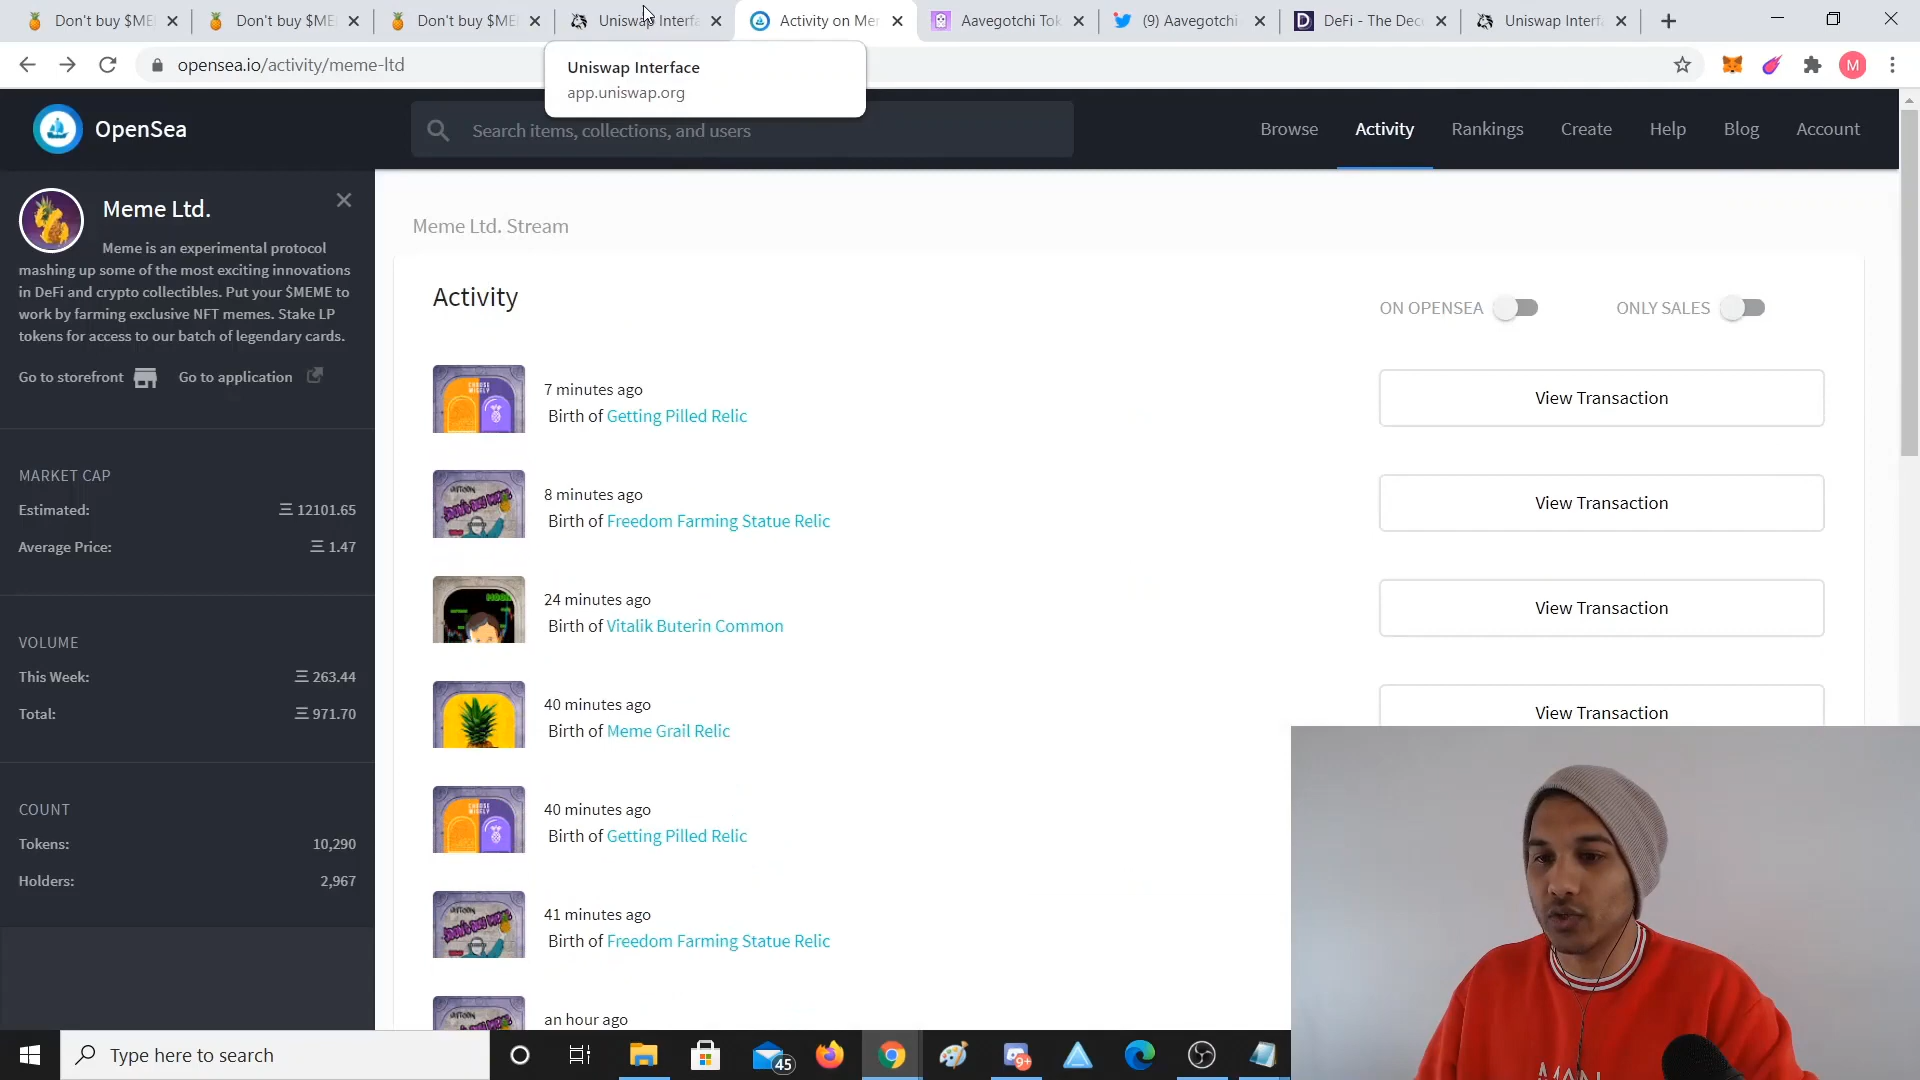 Don't buy $ME
Don't buy $ME
Don't buy $ME
Uniswap Interfa
Activity on Me
Aavegotchi Tok
(9) Aavegotchi
DeFi - The Dec
Uniswap Interf
opensea.io/activity/meme-ltd
M
Uniswap Interface
app.uniswap.org
OpenSea
Search items, collections, and users
Browse
Activity
Rankings
Create
Help
Blog
Account
Meme Ltd.
Meme is an experimental protocol
mashing up some of the most exciting innovations
in DeFi and crypto collectibles. Put your $MEME to
work by farming exclusive NFT memes. Stake LP
tokens for access to our batch of legendary cards.
Go to storefront
Go to application
MARKET CAP
Estimated: Ξ 12101.65
Average Price: Ξ 1.47
VOLUME
This Week: Ξ 263.44
Total: Ξ 971.70
COUNT
Tokens: 10,290
Holders: 2,967
Meme Ltd. Stream
Activity
ON OPENSEA
ONLY SALES
7 minutes ago
Birth of Getting Pilled Relic
View Transaction
8 minutes ago
Birth of Freedom Farming Statue Relic
View Transaction
24 minutes ago
Birth of Vitalik Buterin Common
View Transaction
40 minutes ago
Birth of Meme Grail Relic
View Transaction
40 minutes ago
Birth of Getting Pilled Relic
41 minutes ago
Birth of Freedom Farming Statue Relic
an hour ago
Type here to search
45
9+